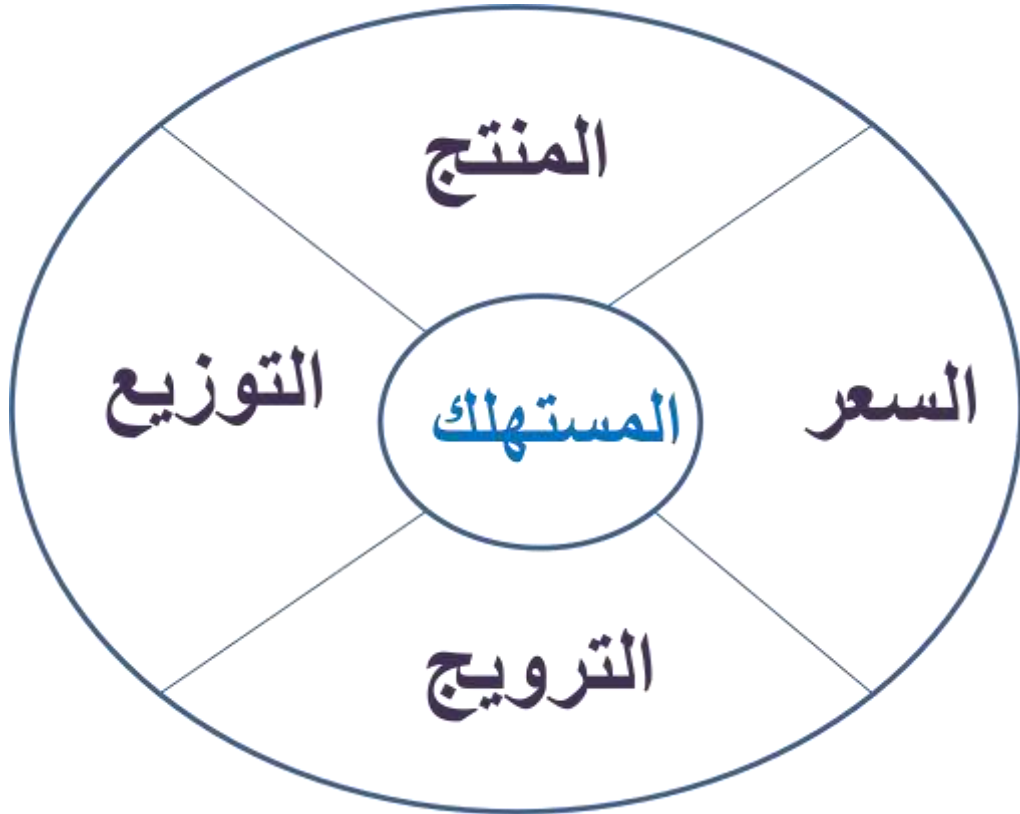 المنتج
السعر
المستهلك
التوزيع
الترويج